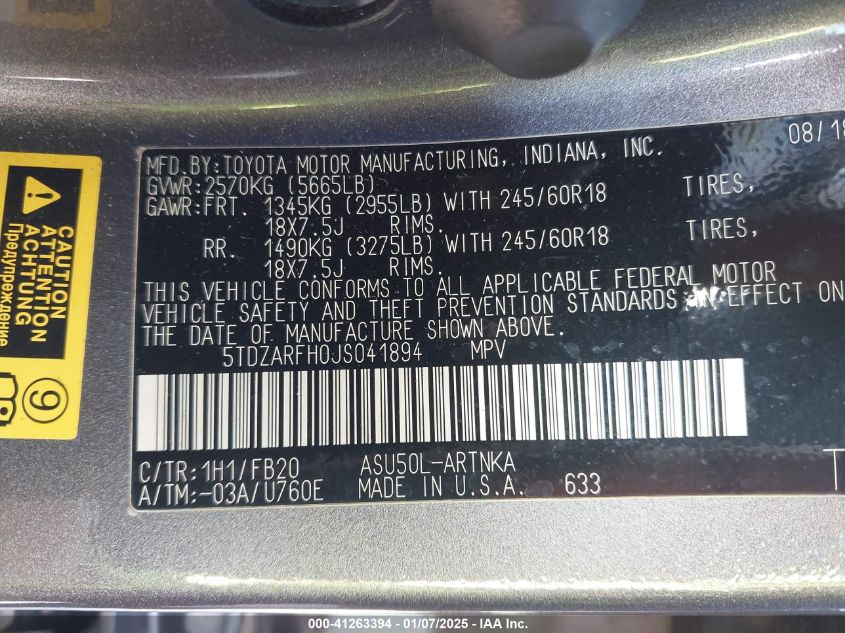 MFD.BY:TOYOTA MOTOR MANUFACTURING, INDIANA, INC. 08/18
GVWR:2570KG (5665LB)
GAWR:FRT. 1345KG (2955LB) WITH 245/60R18 TIRES,
18X7.5J RIMS.
RR. 1490KG (3275LB) WITH 245/60R18 TIRES,
18X7.5J RIMS.
THIS VEHICLE CONFORMS TO ALL APPLICABLE FEDERAL MOTOR
VEHICLE SAFETY AND THEFT PREVENTION STANDARDS IN EFFECT ON
THE DATE OF MANUFACTURE SHOWN ABOVE.
5TDZARFH0JS041894 MPV
C/TR:1H1/FB20 ASU50L-ARTNKA
A/TM:-03A/U760E MADE IN U.S.A. 633
CAUTION
ATTENTION
ACHTUNG
Предупреждение
9
000-41263394 - 01/07/2025 - IAA Inc.